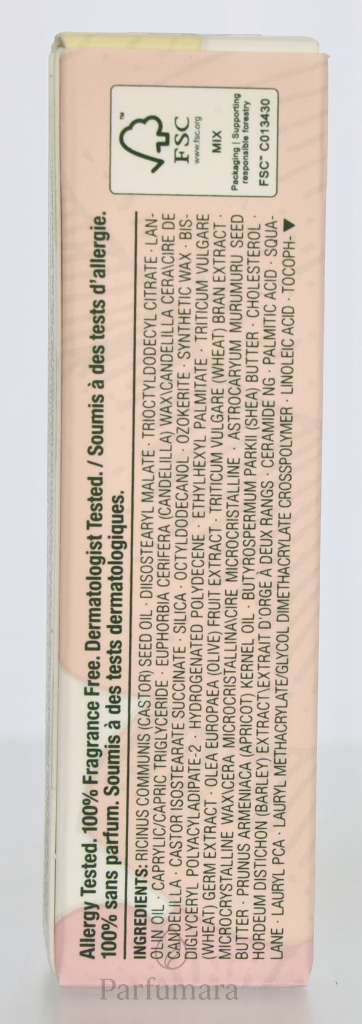 Allergy Tested. 100% Fragrance Free. Dermatologist Tested. / Soumis à des tests d'allergie.
100% sans parfum. Soumis à des tests dermatologiques.
INGREDIENTS: RICINUS COMMUNIS (CASTOR) SEED OIL · DIISOSTEARYL MALATE · TRIOCTYLDODECYL CITRATE · LAN-
OLIN OIL · CAPRYLIC/CAPRIC TRIGLYCERIDE · EUPHORBIA CERIFERA (CANDELILLA) WAX\CANDELILLA CERA\CIRE DE
CANDELILLA · CASTOR ISOSTEARATE SUCCINATE · SILICA · OCTYLDODECANOL · OZOKERITE · SYNTHETIC WAX · BIS-
DIGLYCERYL POLYACYLADIPATE-2 · HYDROGENATED POLYDECENE · ETHYLHEXYL PALMITATE · TRITICUM VULGARE
(WHEAT) GERM EXTRACT · OLEA EUROPAEA (OLIVE) FRUIT EXTRACT · TRITICUM VULGARE (WHEAT) BRAN EXTRACT ·
MICROCRYSTALLINE WAX\CERA MICROCRISTALLINA\CIRE MICROCRISTALLINE · ASTROCARYUM MURUMURU SEED
BUTTER · PRUNUS ARMENIACA (APRICOT) KERNEL OIL · BUTYROSPERMUM PARKII (SHEA) BUTTER · CHOLESTEROL ·
HORDEUM DISTICHON (BARLEY) EXTRACT\EXTRAIT D'ORGE À DEUX RANGS · CERAMIDE NG · PALMITIC ACID · SQUA-
LANE · LAURYL PCA · LAURYL METHACRYLATE/GLYCOL DIMETHACRYLATE CROSSPOLYMER · LINOLEIC ACID · TOCOPH-▼
™
FSC
www.fsc.org
MIX
Packaging | Supporting
responsible forestry
FSC™ C013430
Parfumara